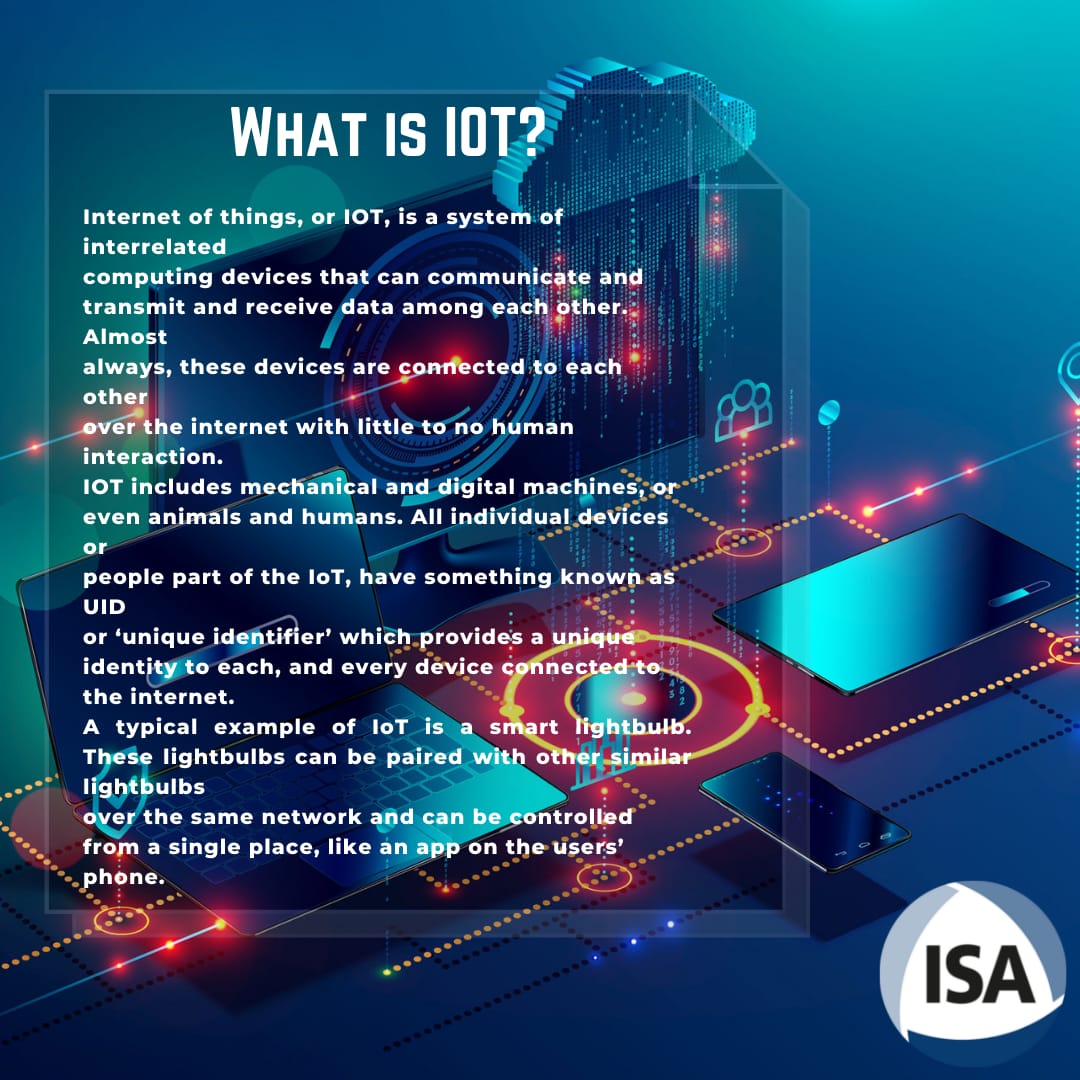 What is IOT?
Internet of things, or IOT, is a system of
interrelated
computing devices that can communicate and
transmit and receive data among each other.
Almost
always, these devices are connected to each
other
over the internet with little to no human
interaction.
IOT includes mechanical and digital machines, or
even animals and humans. All individual devices
or
people part of the IoT, have something known as
UID
or ‘unique identifier’ which provides a unique
identity to each, and every device connected to
the internet.
A typical example of IoT is a smart lightbulb.
These lightbulbs can be paired with other similar
lightbulbs
over the same network and can be controlled
from a single place, like an app on the users’
phone.
ISA